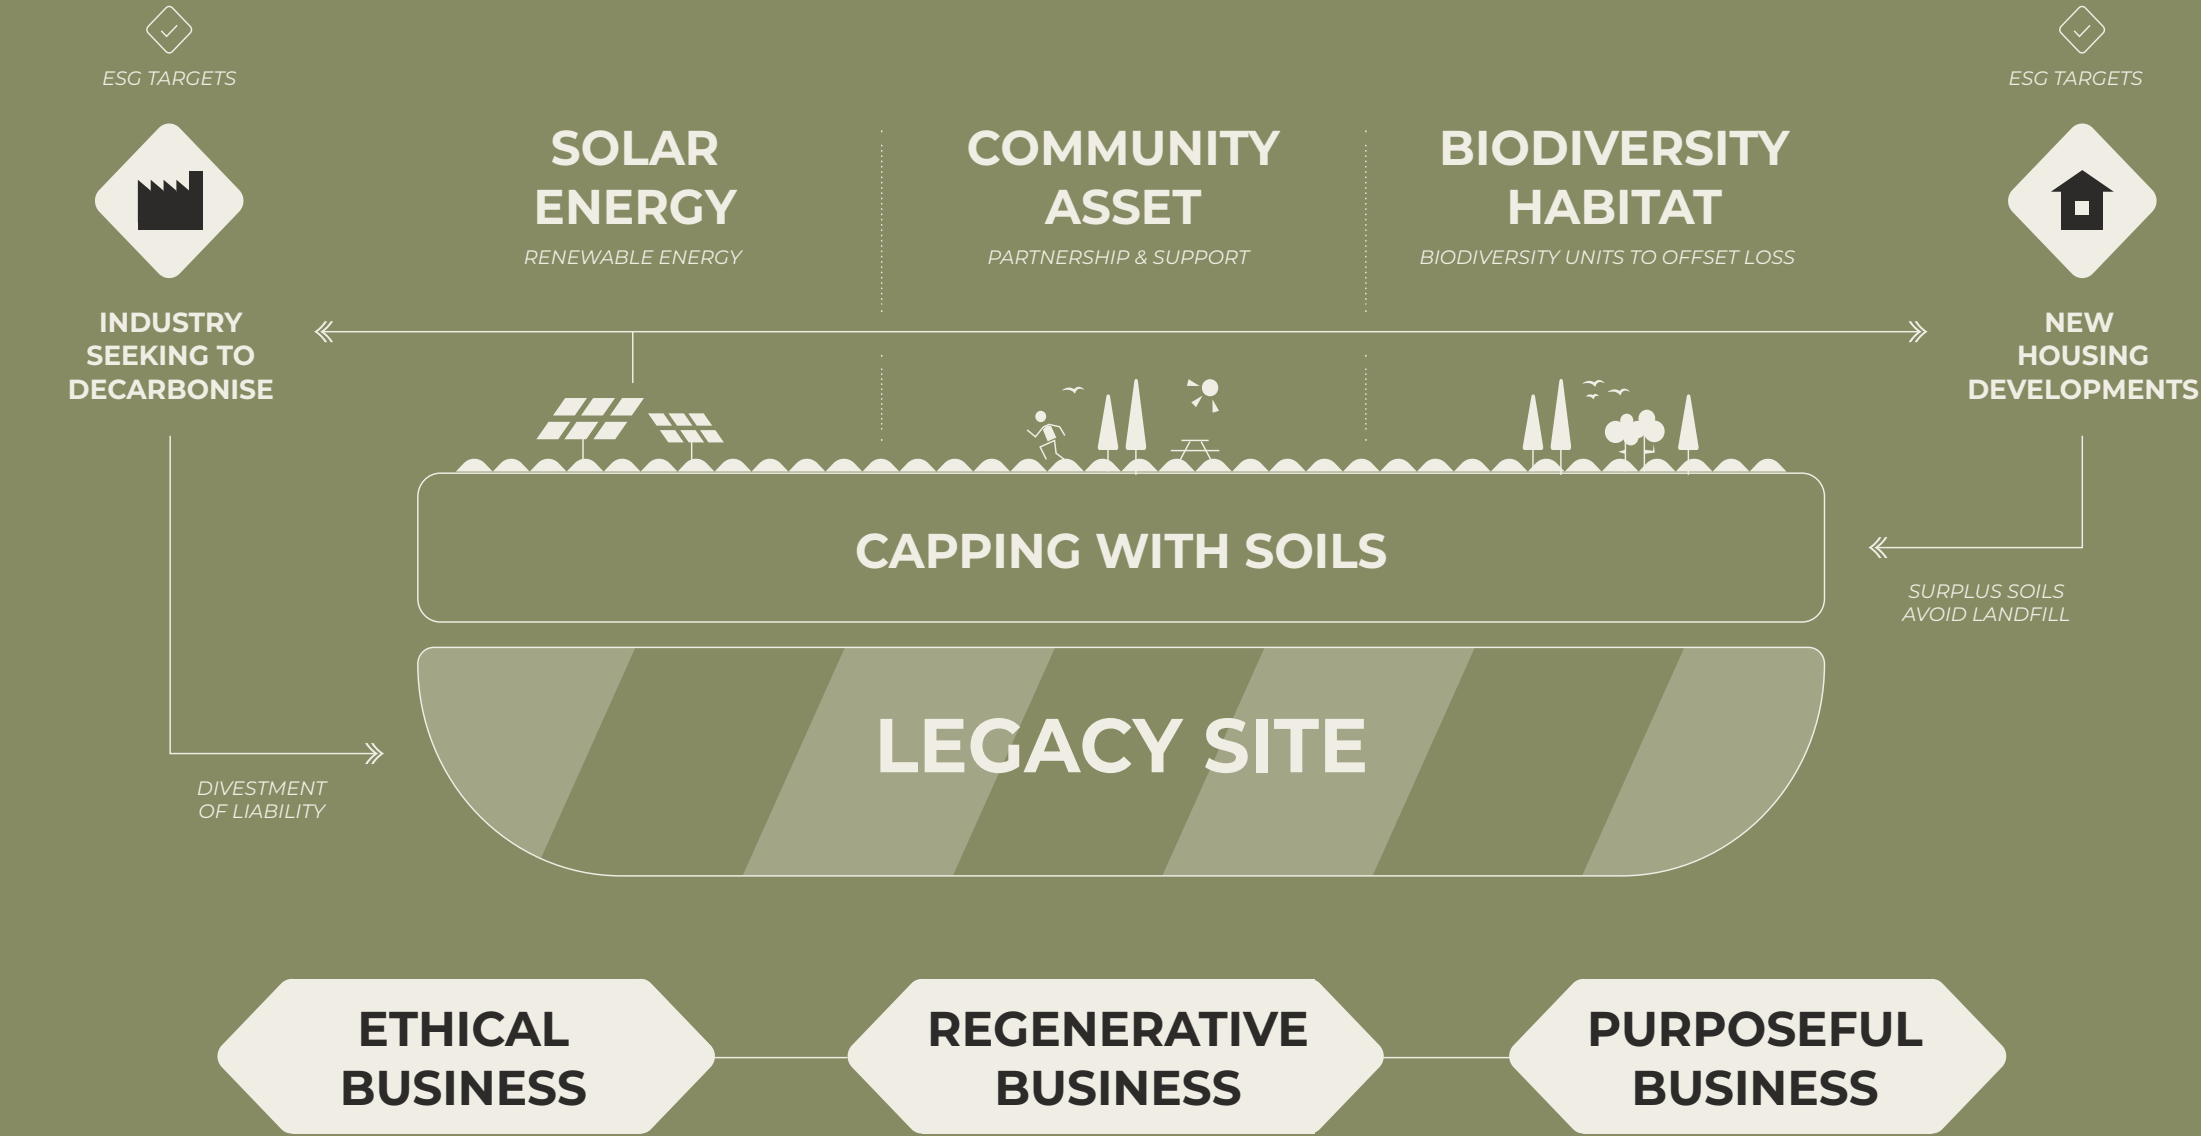 ESG TARGETS
ESG TARGETS
SOLAR
ENERGY
RENEWABLE ENERGY
COMMUNITY
ASSET
PARTNERSHIP & SUPPORT
BIODIVERSITY
HABITAT
BIODIVERSITY UNITS TO OFFSET LOSS
INDUSTRY
SEEKING TO
DECARBONISE
NEW
HOUSING
DEVELOPMENTS
CAPPING WITH SOILS
SURPLUS SOILS
AVOID LANDFILL
LEGACY SITE
DIVESTMENT
OF LIABILITY
ETHICAL
BUSINESS
REGENERATIVE
BUSINESS
PURPOSEFUL
BUSINESS